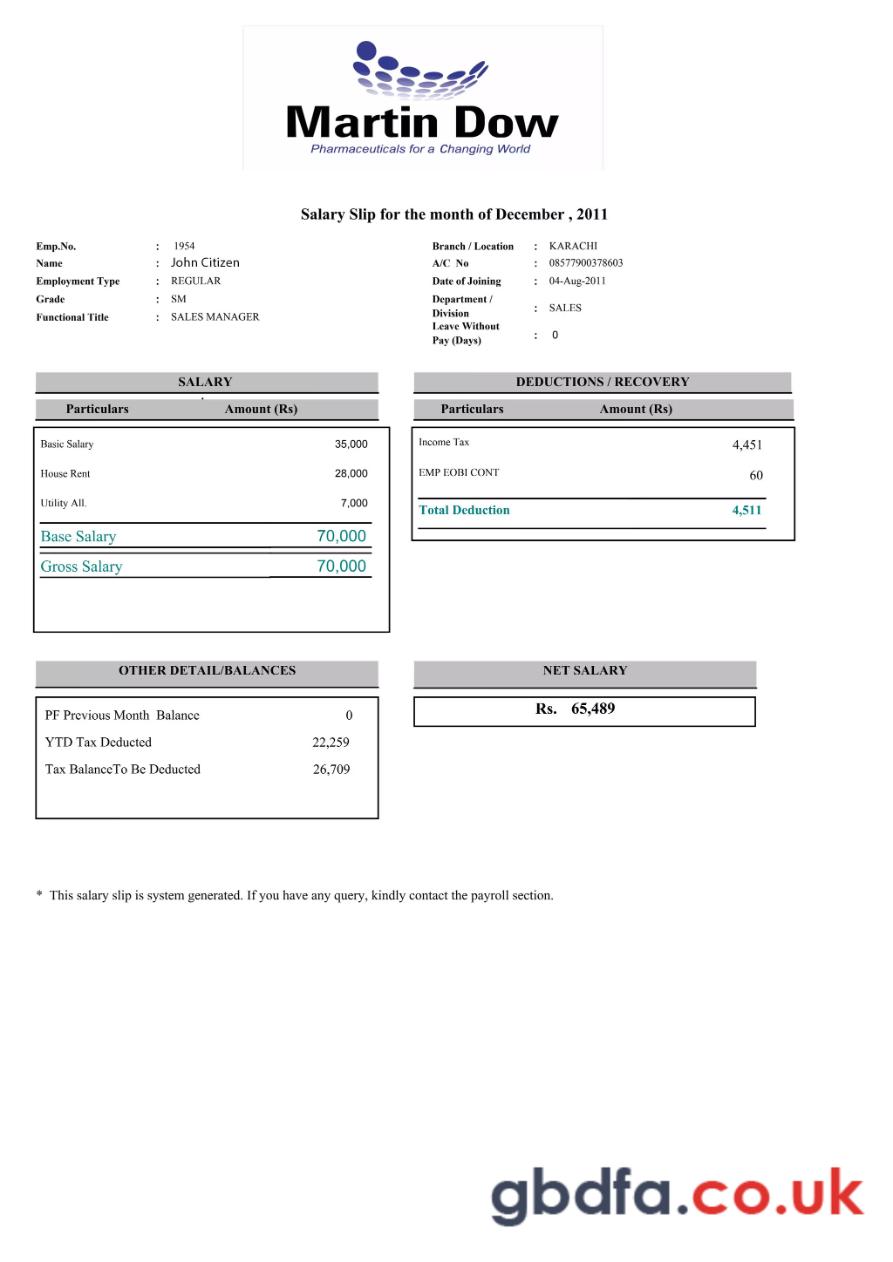 Martin Dow
Pharmaceuticals for a Changing World
Salary Slip for the month of December , 2011
Emp.No. : 1954
Name : John Citizen
Employment Type : REGULAR
Grade : SM
Functional Title : SALES MANAGER
Branch / Location : KARACHI
A/C No : 08577900378603
Date of Joining : 04-Aug-2011
Department /
Division : SALES
Leave Without
Pay (Days) : 0
SALARY
Particulars Amount (Rs)
Basic Salary 35,000
House Rent 28,000
Utility All. 7,000
Base Salary 70,000
Gross Salary 70,000
DEDUCTIONS / RECOVERY
Particulars Amount (Rs)
Income Tax 4,451
EMP EOBI CONT 60
Total Deduction 4,511
OTHER DETAIL/BALANCES
PF Previous Month Balance 0
YTD Tax Deducted 22,259
Tax BalanceTo Be Deducted 26,709
NET SALARY
Rs. 65,489
* This salary slip is system generated. If you have any query, kindly contact the payroll section.
gbdfa.co.uk